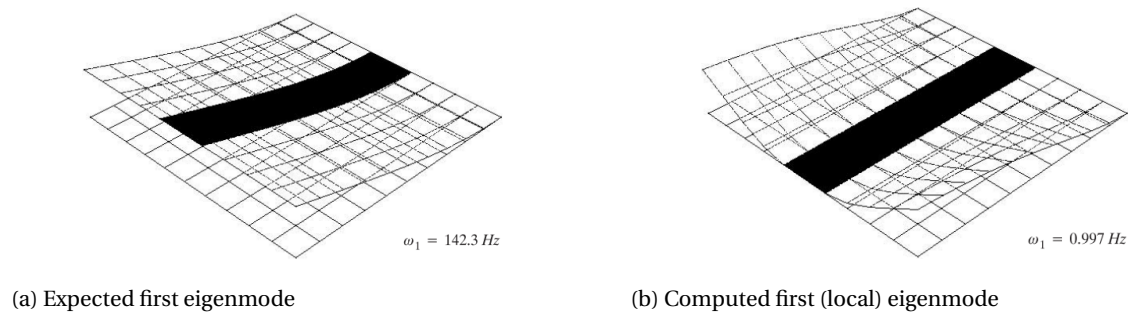 ω₁ = 142.3 Hz
ω₁ = 0.997 Hz
(a) Expected first eigenmode
(b) Computed first (local) eigenmode